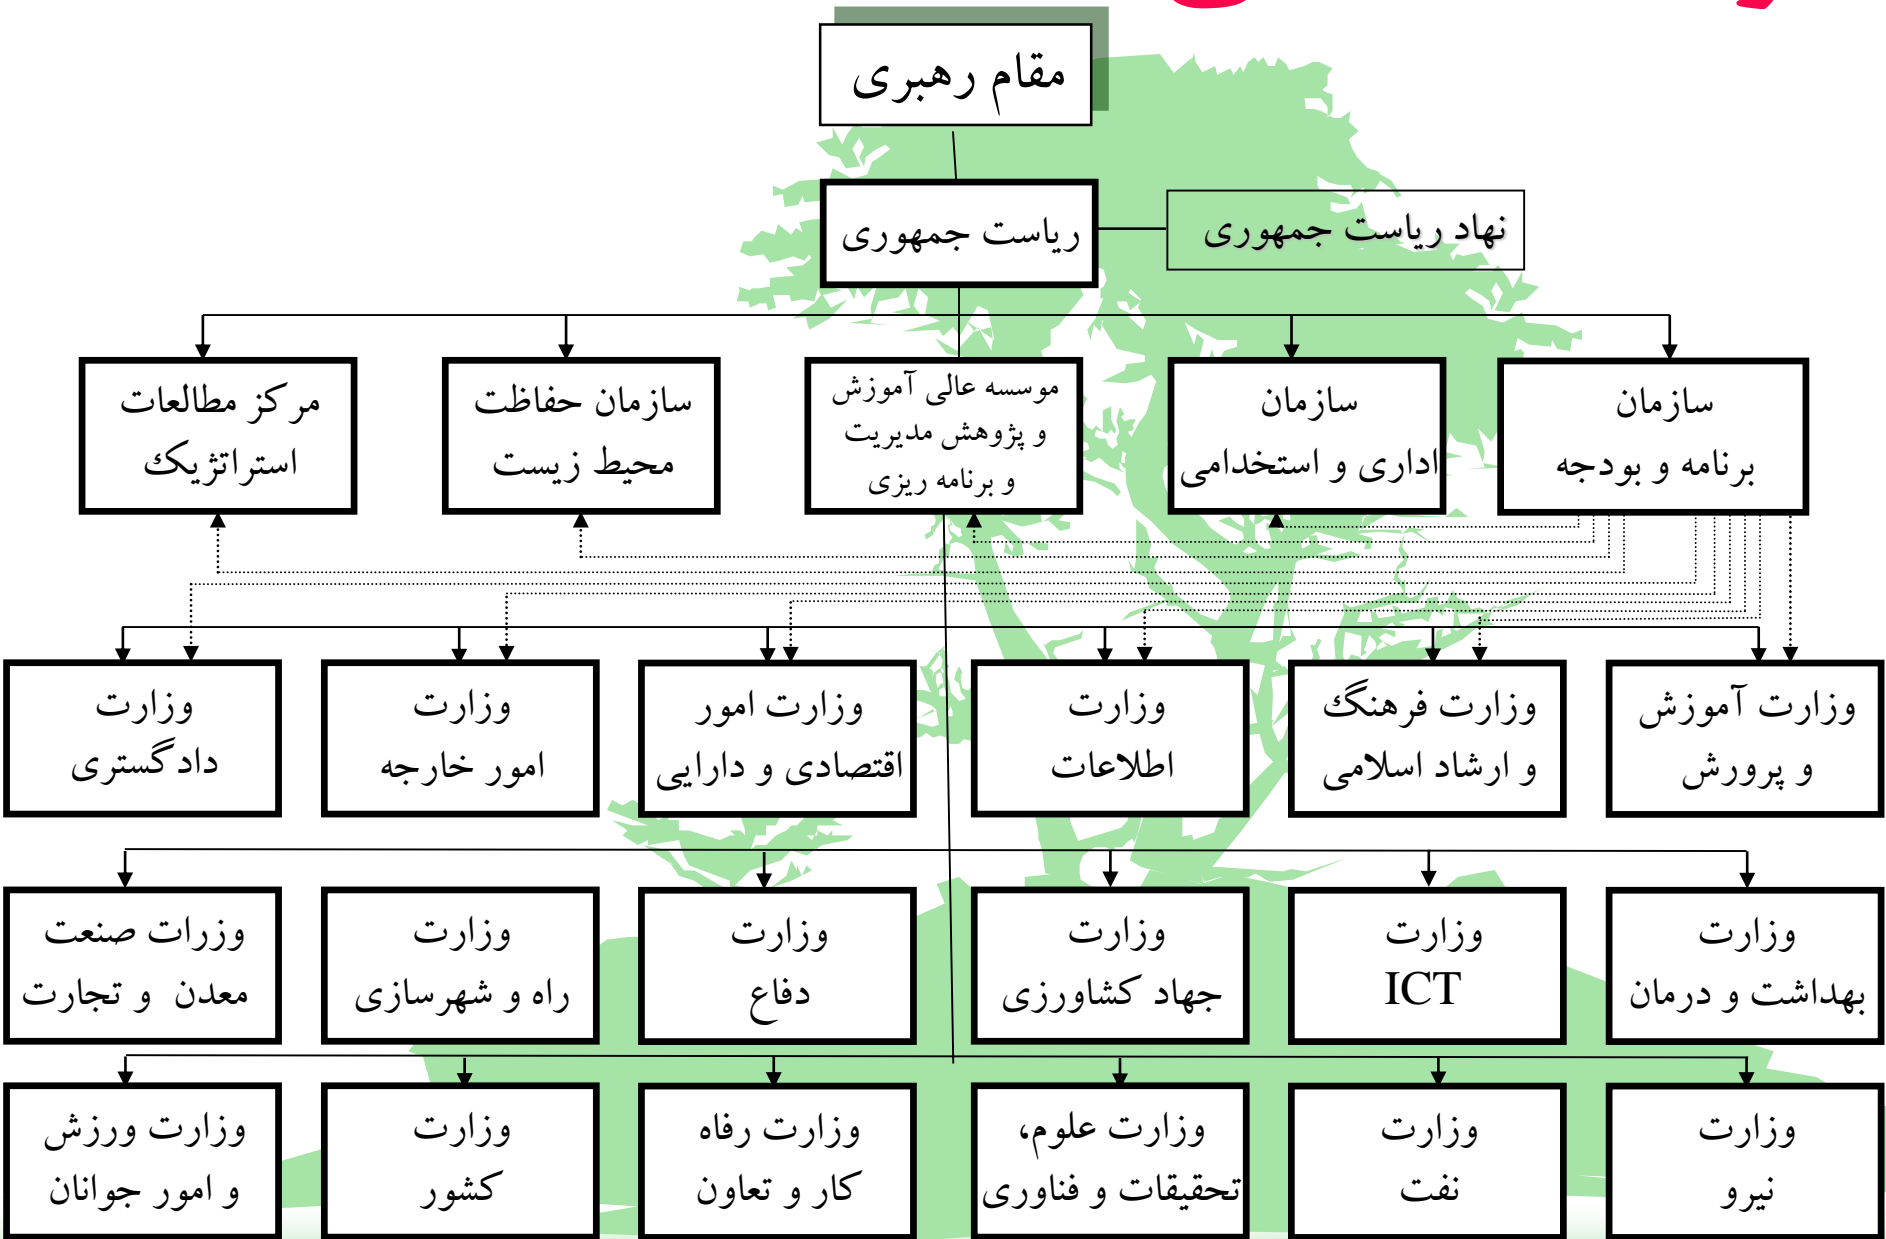 مقام رهبری
ریاست جمهوری
نهاد ریاست جمهوری
سازمان
برنامه و بودجه
سازمان
اداری و استخدامی
موسسه عالی آموزش
و پژوهش مدیریت
و برنامه ریزی
سازمان حفاظت
محیط زیست
مرکز مطالعات
استراتژیک
وزارت آموزش
و پرورش
وزارت فرهنگ
و ارشاد اسلامی
وزارت
اطلاعات
وزارت امور
اقتصادی و دارایی
وزارت
امور خارجه
وزارت
دادگستری
وزارت
بهداشت و درمان
وزارت
ICT
وزارت
جهاد کشاورزی
وزارت
دفاع
وزارت
راه و شهرسازی
وزرات صنعت
معدن و تجارت
وزارت
نیرو
وزارت
نفت
وزارت علوم،
تحقیقات و فناوری
وزارت رفاه
کار و تعاون
وزارت
کشور
وزارت ورزش
و امور جوانان